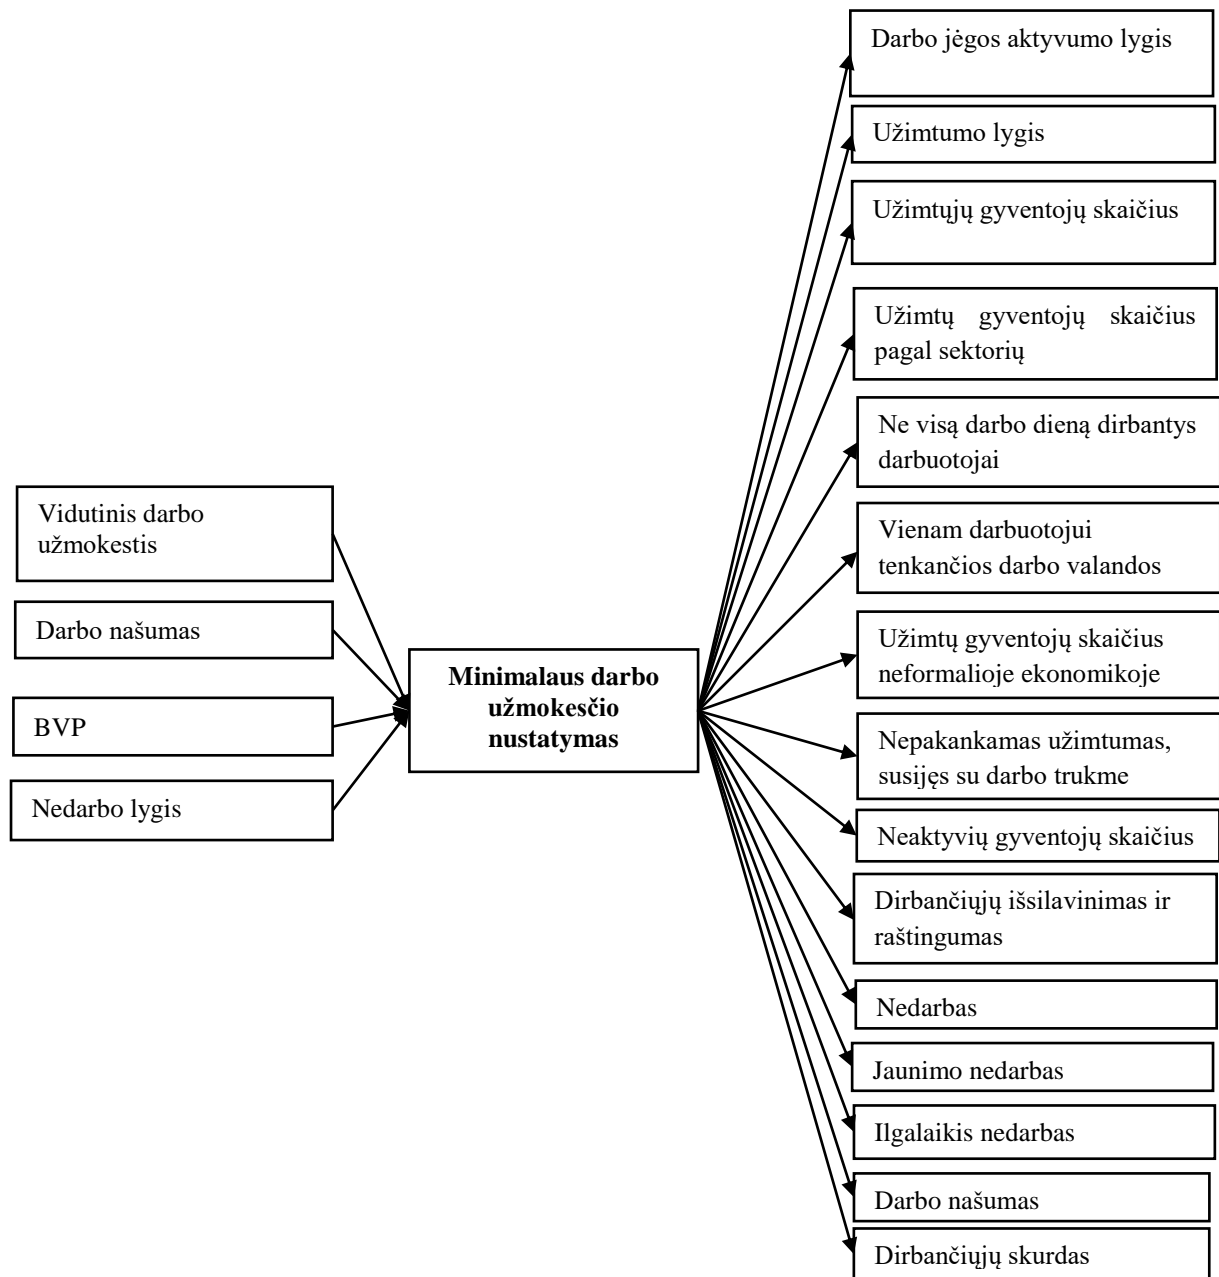 Vidutinis darbo
užmokestis
Darbo našumas
BVP
Nedarbo lygis
Minimalaus darbo
užmokesčio
nustatymas
Darbo jėgos aktyvumo lygis
Užimtumo lygis
Užimtųjų gyventojų skaičius
Užimtų gyventojų skaičius
pagal sektorių
Ne visą darbo dieną dirbantys
darbuotojai
Vienam darbuotojui
tenkančios darbo valandos
Užimtų gyventojų skaičius
neformalioje ekonomikoje
Nepakankamas užimtumas,
susijęs su darbo trukme
Neaktyvių gyventojų skaičius
Dirbančiųjų išsilavinimas ir
raštingumas
Nedarbas
Jaunimo nedarbas
Ilgalaikis nedarbas
Darbo našumas
Dirbančiųjų skurdas